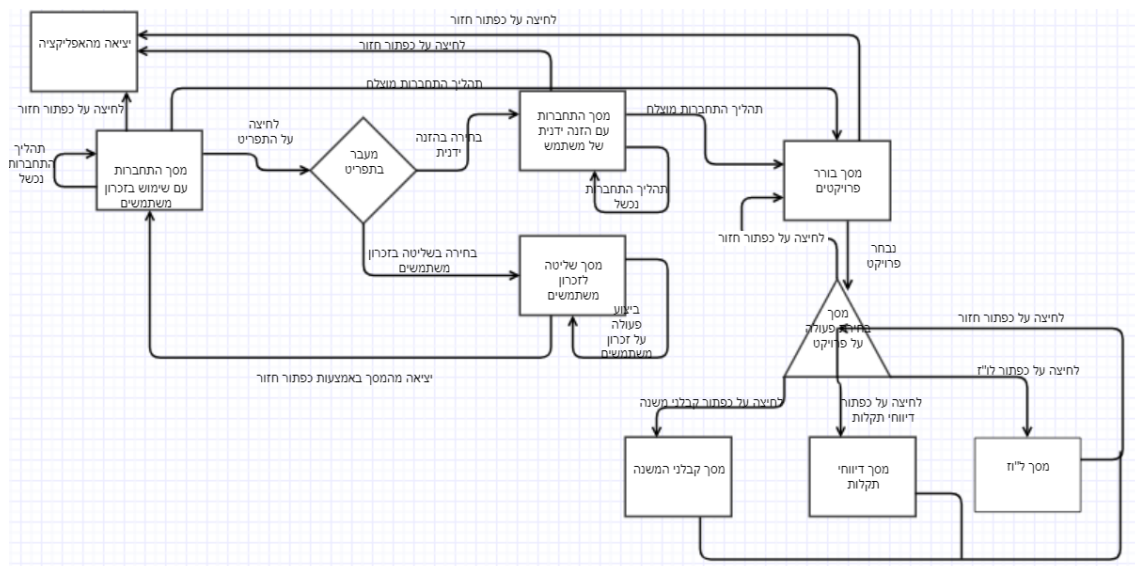 לחיצה על כפתור חזור
יציאה מהאפליקציה
לחיצה על כפתור חזור
תהליך התחברות מוצלח
לחיצה על כפתור חזור
תהליך
התחברות
נכשל
מסך התחברות
עם שימוש בזכרון
משתמשים
לחיצה
על התפריט
מעבר
בתפריט
בחירה בהזנה
ידנית
מסך התחברות
עם הזנה ידנית
של משתמש
תהליך התחברות מוצלח
תהליך התחברות
נכשל
מסך בורר
פרויקטים
בחירה בשליטה בזכרון
משתמשים
מסך שליטה
לזכרון
משתמשים
ביצוע
פעולה
על זכרון
משתמשים
יציאה מהמסך באמצעות כפתור חזור
לחיצה על כפתור חזור
נבחר
פרויקט
מסך
בחירת פעולה
על פרויקט
לחיצה על כפתור חזור
לחיצה על כפתור לו"ז
לחיצה על כפתור קבלני משנה
לחיצה על כפתור
דיווחי תקלות
מסך קבלני המשנה
מסך דיווחי
תקלות
מסך ל"וז